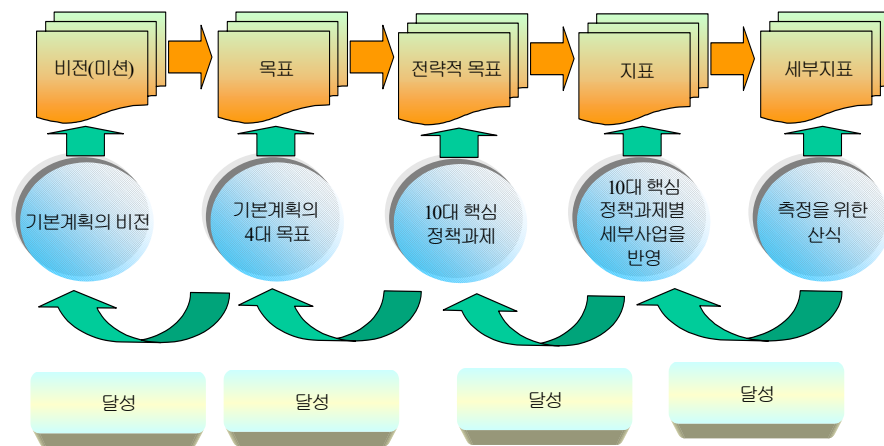 비전(미션)
목표
전략적 목표
지표
세부지표
기본계획의 비전
기본계획의
4대 목표
10대 핵심
정책과제
10대 핵심
정책과제별
세부사업을
반영
측정을 위한
산식
달성
달성
달성
달성